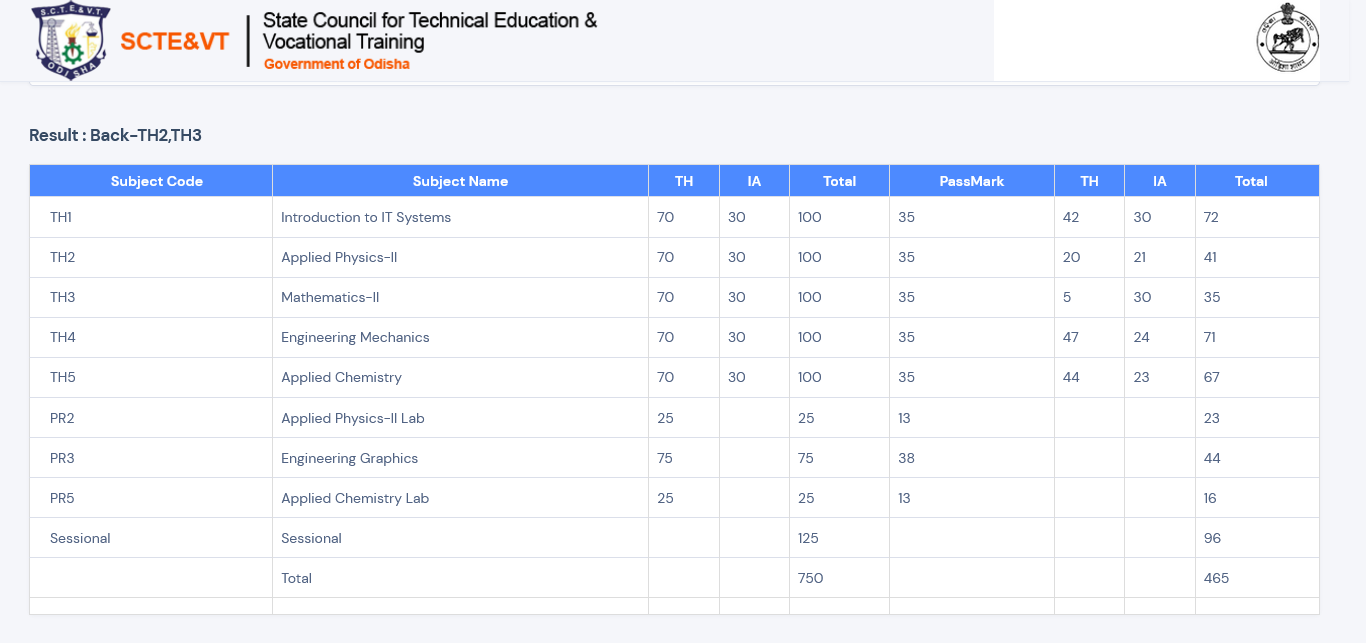 S.C.T.E.&V.T.
ODISHA
SCTE&VT
State Council for Technical Education &
Vocational Training
Government of Odisha
Result : Back-TH2,TH3
Subject Code Subject Name TH IA Total PassMark TH IA Total
TH1 Introduction to IT Systems 70 30 100 35 42 30 72
TH2 Applied Physics-II 70 30 100 35 20 21 41
TH3 Mathematics-II 70 30 100 35 5 30 35
TH4 Engineering Mechanics 70 30 100 35 47 24 71
TH5 Applied Chemistry 70 30 100 35 44 23 67
PR2 Applied Physics-II Lab 25 25 13 23
PR3 Engineering Graphics 75 75 38 44
PR5 Applied Chemistry Lab 25 25 13 16
Sessional Sessional 125 96
Total 750 465